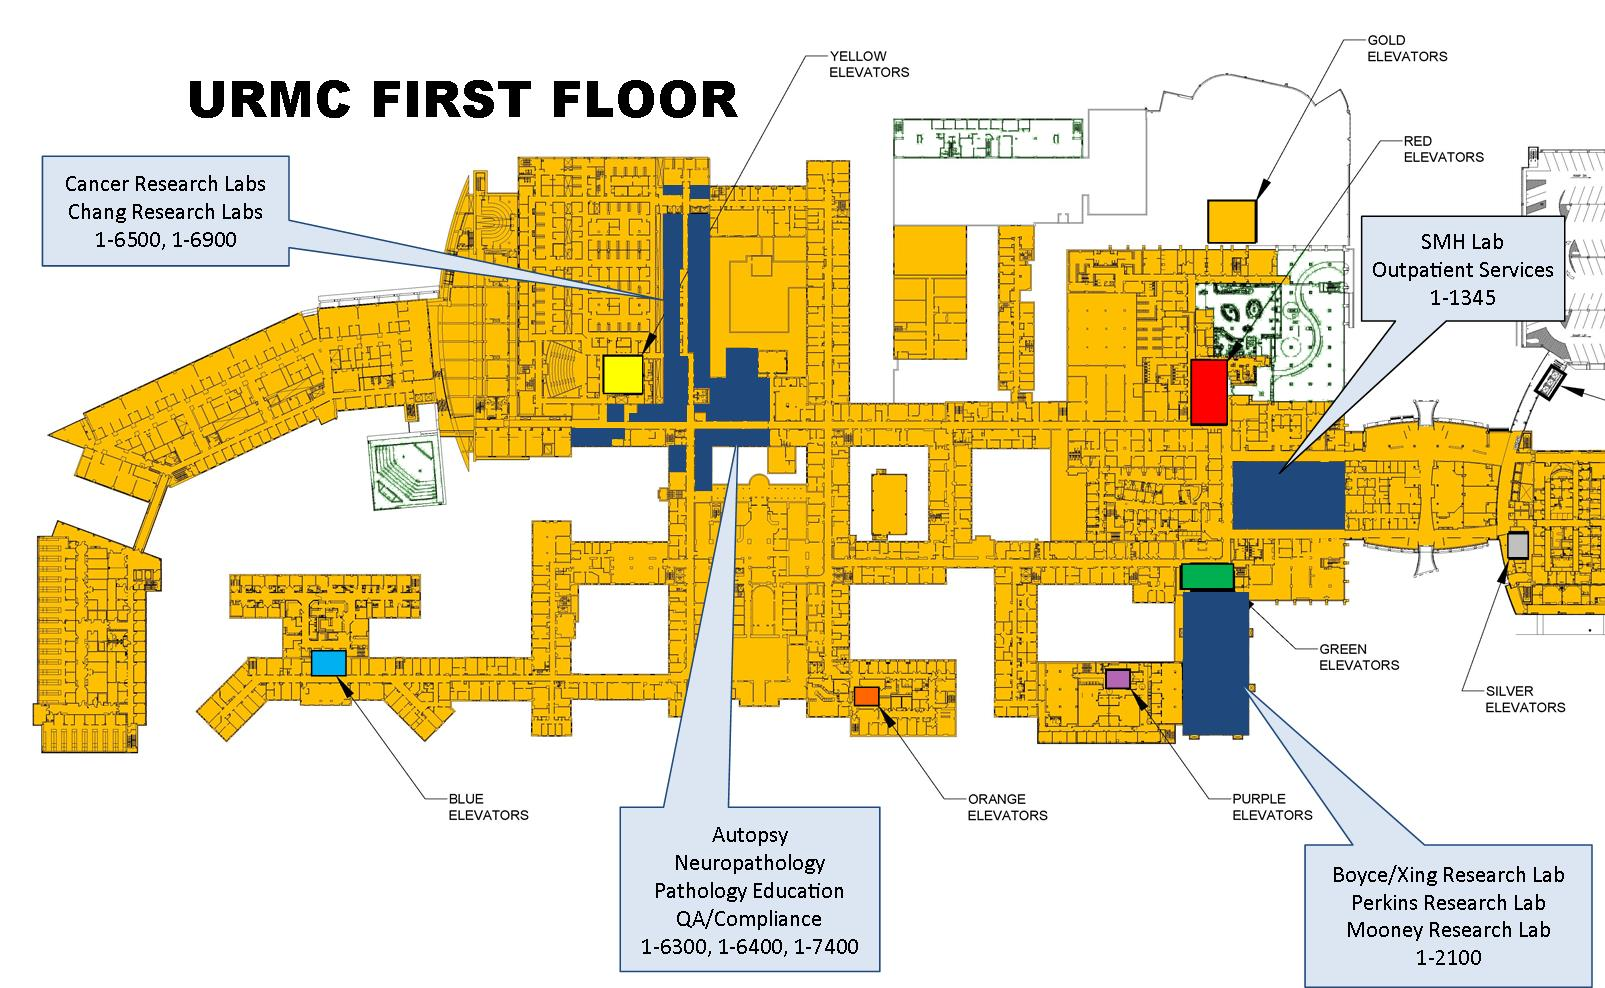 URMC FIRST FLOOR
YELLOW
ELEVATORS
GOLD
ELEVATORS
RED
ELEVATORS
Cancer Research Labs
Chang Research Labs
1-6500, 1-6900
SMH Lab
Outpatient Services
1-1345
GREEN
ELEVATORS
SILVER
ELEVATORS
BLUE
ELEVATORS
ORANGE
ELEVATORS
PURPLE
ELEVATORS
Autopsy
Neuropathology
Pathology Education
QA/Compliance
1-6300, 1-6400, 1-7400
Boyce/Xing Research Lab
Perkins Research Lab
Mooney Research Lab
1-2100